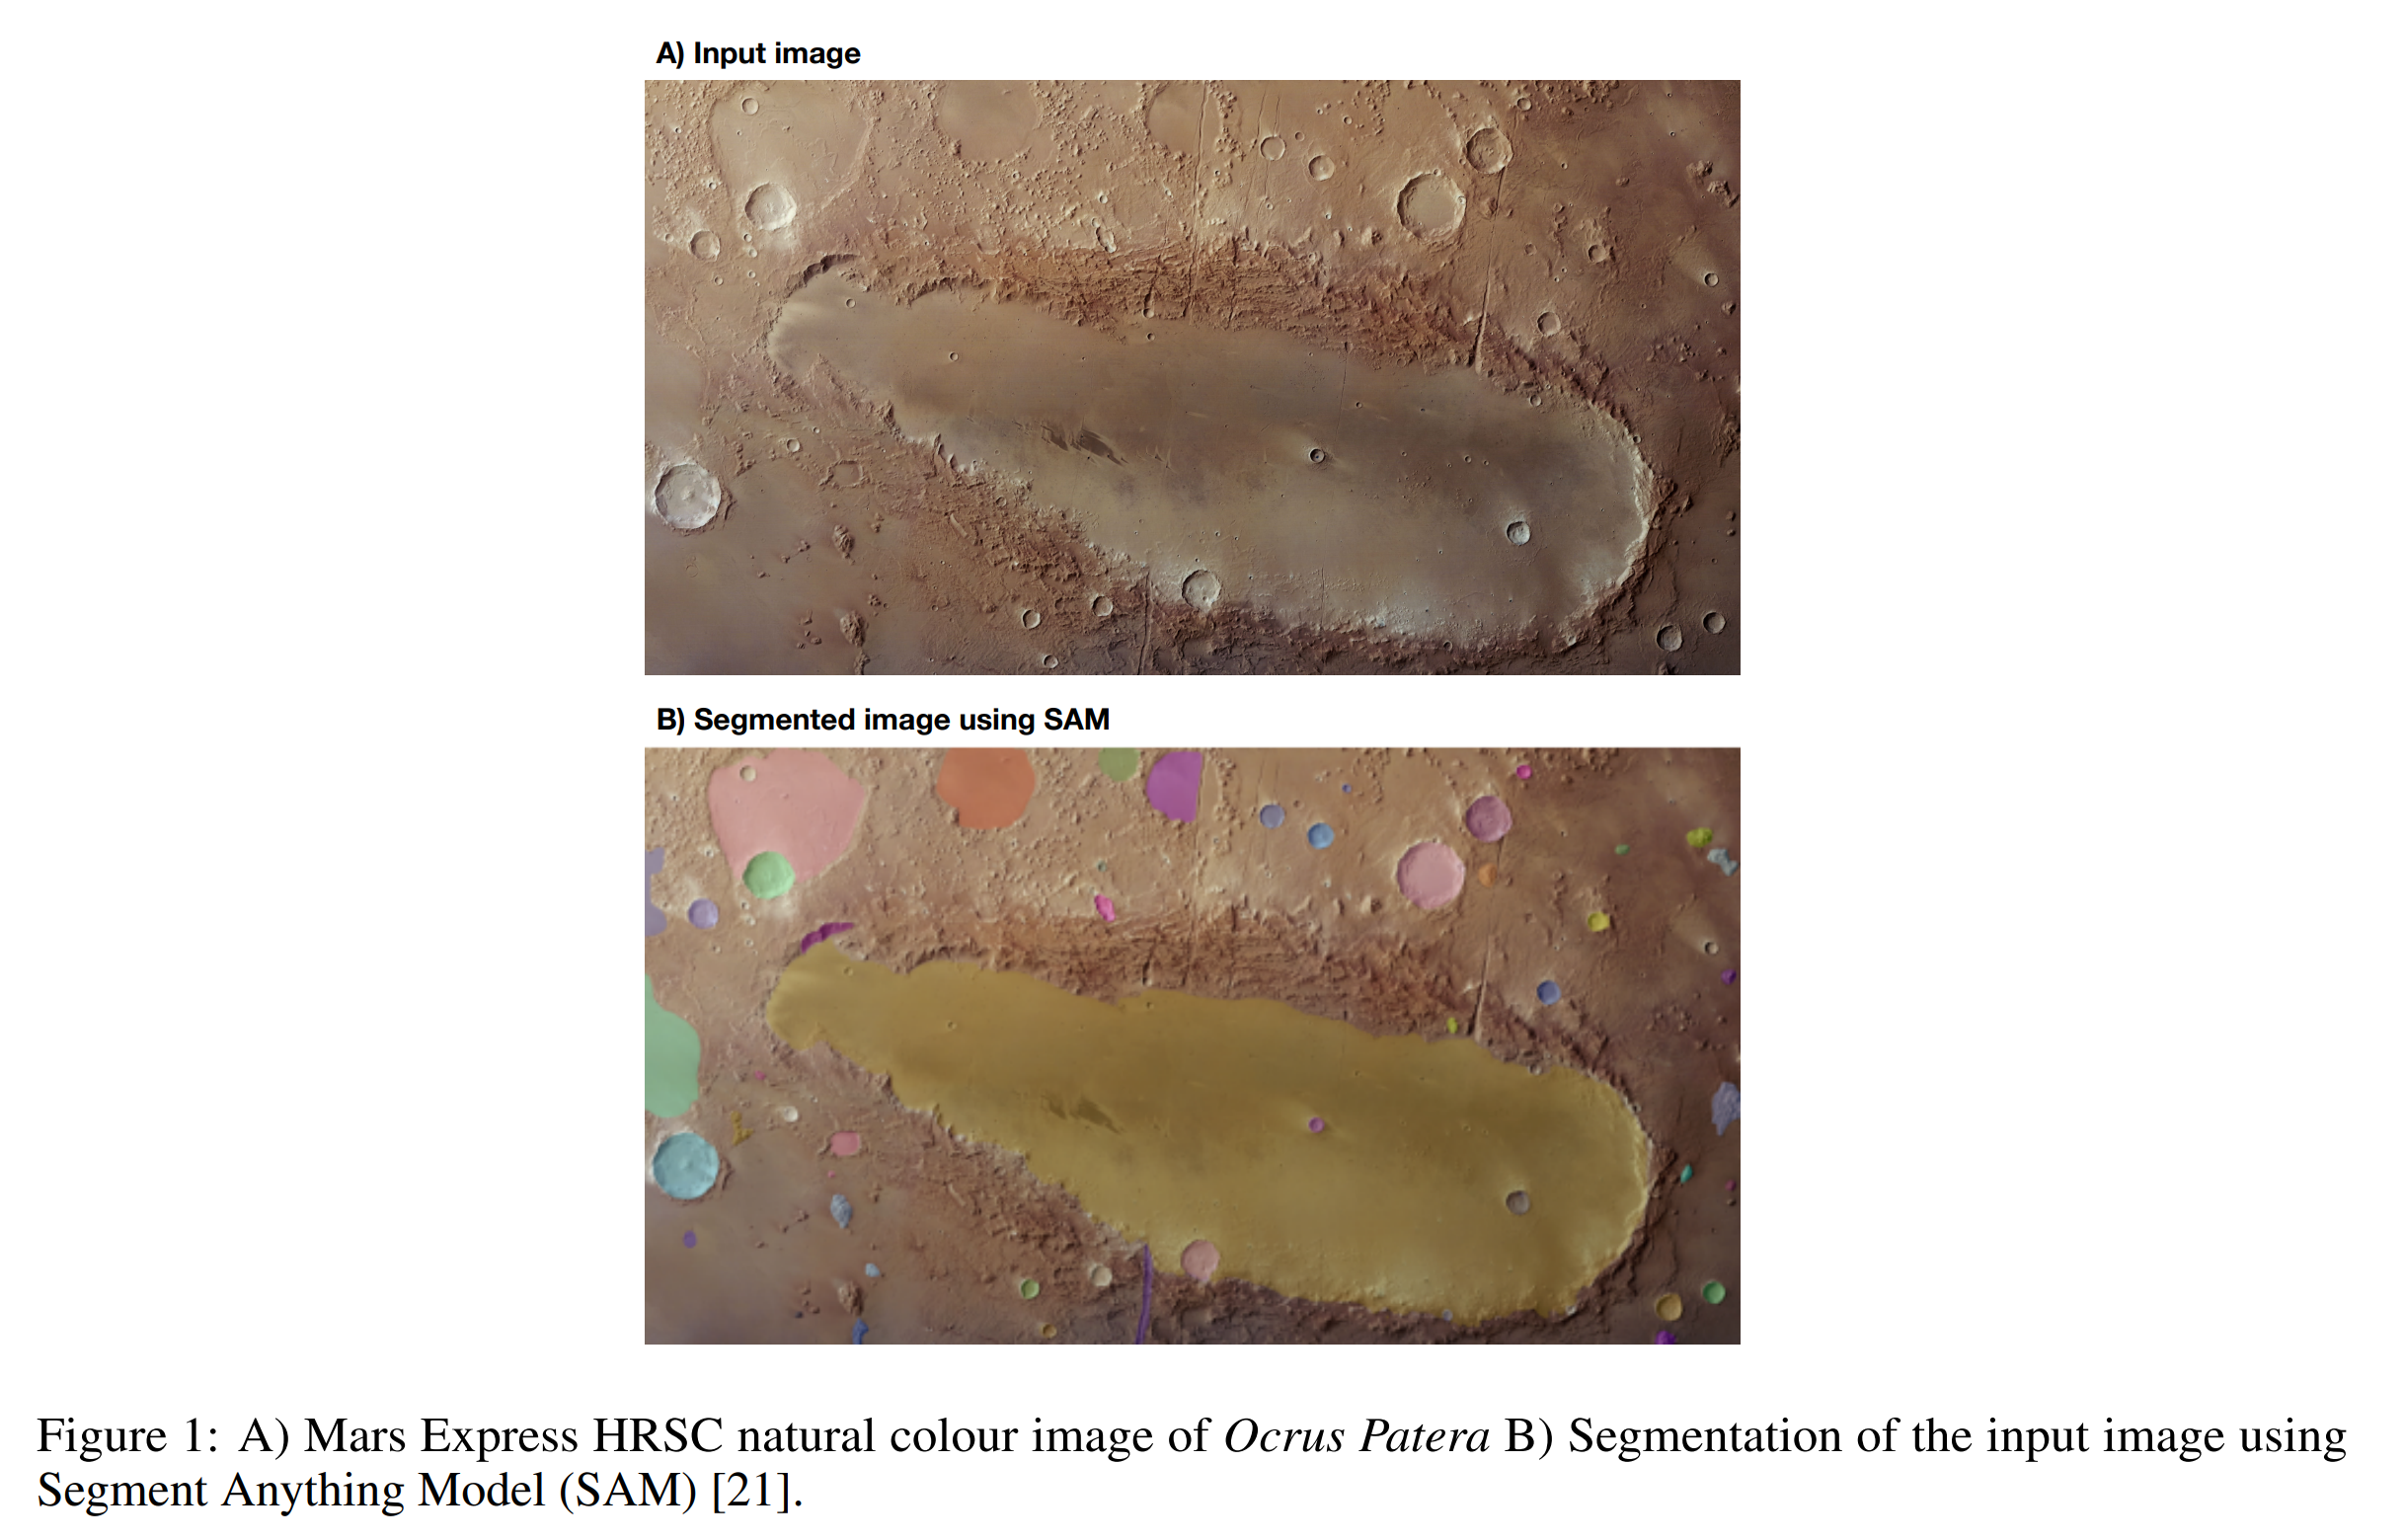 A) Input image
B) Segmented image using SAM
Figure 1: A) Mars Express HRSC natural colour image of Ocrus Patera B) Segmentation of the input image using
Segment Anything Model (SAM) [21].